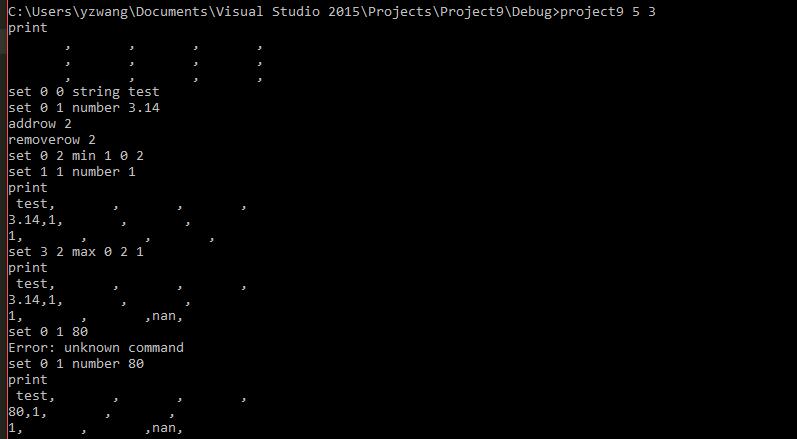 C:\Users\yzwang\Documents\Visual Studio 2015\Projects\Project9\Debug>project9 5 3
print
       ,       ,       ,       ,
       ,       ,       ,       ,
       ,       ,       ,       ,
set 0 0 string test
set 0 1 number 3.14
addrow 2
removerow 2
set 0 2 min 1 0 2
set 1 1 number 1
print
 test,       ,       ,       ,
3.14,1,       ,       ,
1,       ,       ,       ,
set 3 2 max 0 2 1
print
 test,       ,       ,       ,
3.14,1,       ,       ,
1,       ,       ,nan,
set 0 1 80
Error: unknown command
set 0 1 number 80
print
 test,       ,       ,       ,
80,1,       ,       ,
1,       ,       ,nan,